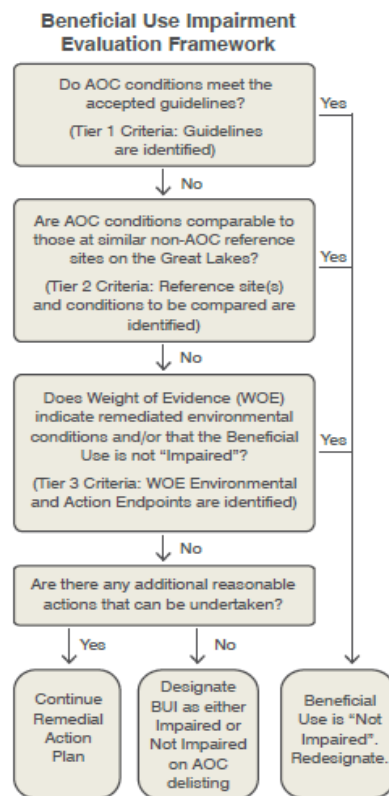 Beneficial Use Impairment
Evaluation Framework
Do AOC conditions meet the
accepted guidelines?
(Tier 1 Criteria: Guidelines
are identified)
Yes
No
Are AOC conditions comparable to
those at similar non-AOC reference
sites on the Great Lakes?
(Tier 2 Criteria: Reference site(s)
and conditions to be compared are
identified)
Yes
No
Does Weight of Evidence (WOE)
indicate remediated environmental
conditions and/or that the Beneficial
Use is not "Impaired"?
(Tier 3 Criteria: WOE Environmental
and Action Endpoints are identified)
Yes
No
Are there any additional reasonable
actions that can be undertaken?
Yes
No
Continue
Remedial
Action
Plan
Designate
BUI as either
Impaired or
Not Impaired
on AOC
delisting
Beneficial
Use is "Not
Impaired".
Redesignate.